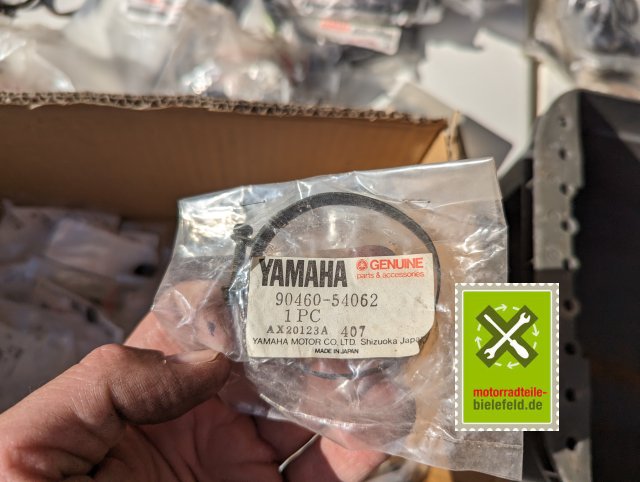 YAMAHA GENUINE
parts & accessories
90460-54062
1 PC
AX20123A 407
YAMAHA MOTOR CO., LTD. Shizuoka Japan
MADE IN JAPAN
motorradteile-
bielefeld.de